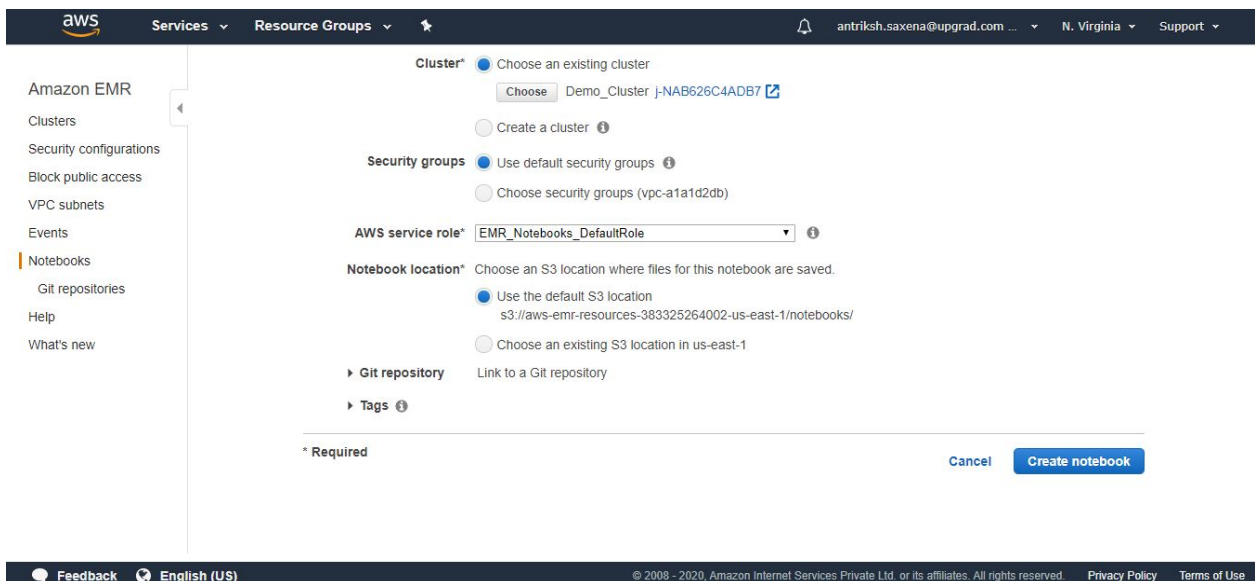 aws Services Resource Groups antriksh.saxena@upgrad.com ... N. Virginia Support
Amazon EMR
Clusters
Security configurations
Block public access
VPC subnets
Events
Notebooks
Git repositories
Help
What's new
Cluster* Choose an existing cluster
Choose Demo_Cluster j-NAB626C4ADB7
Create a cluster
Security groups Use default security groups
Choose security groups (vpc-a1a1d2db)
AWS service role* EMR_Notebooks_DefaultRole
Notebook location* Choose an S3 location where files for this notebook are saved.
Use the default S3 location
s3://aws-emr-resources-383325264002-us-east-1/notebooks/
Choose an existing S3 location in us-east-1
Git repository Link to a Git repository
Tags
* Required
Cancel Create notebook
Feedback English (US) © 2008 - 2020, Amazon Internet Services Private Ltd. or its affiliates. All rights reserved. Privacy Policy Terms of Use